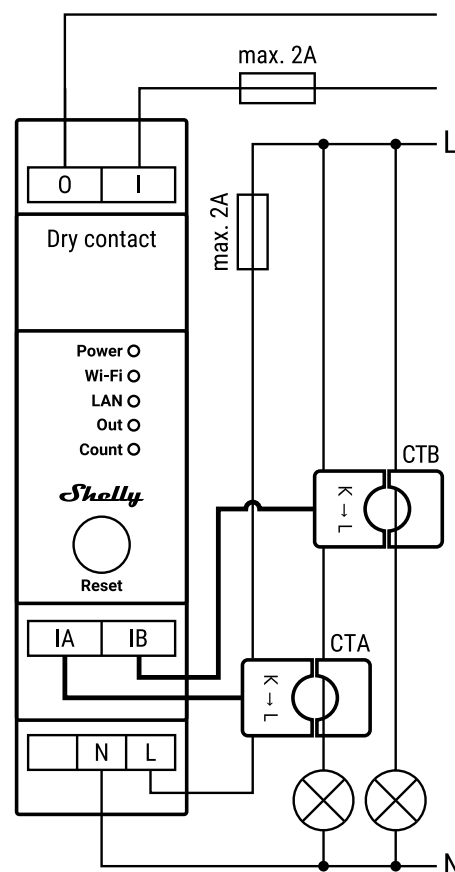 max. 2A
L
O I
max. 2A
Dry contact
Power
Wi-Fi
LAN
Out
Count
CTB
K → L
Shelly
Reset
IA IB
CTA
K → L
N L
N